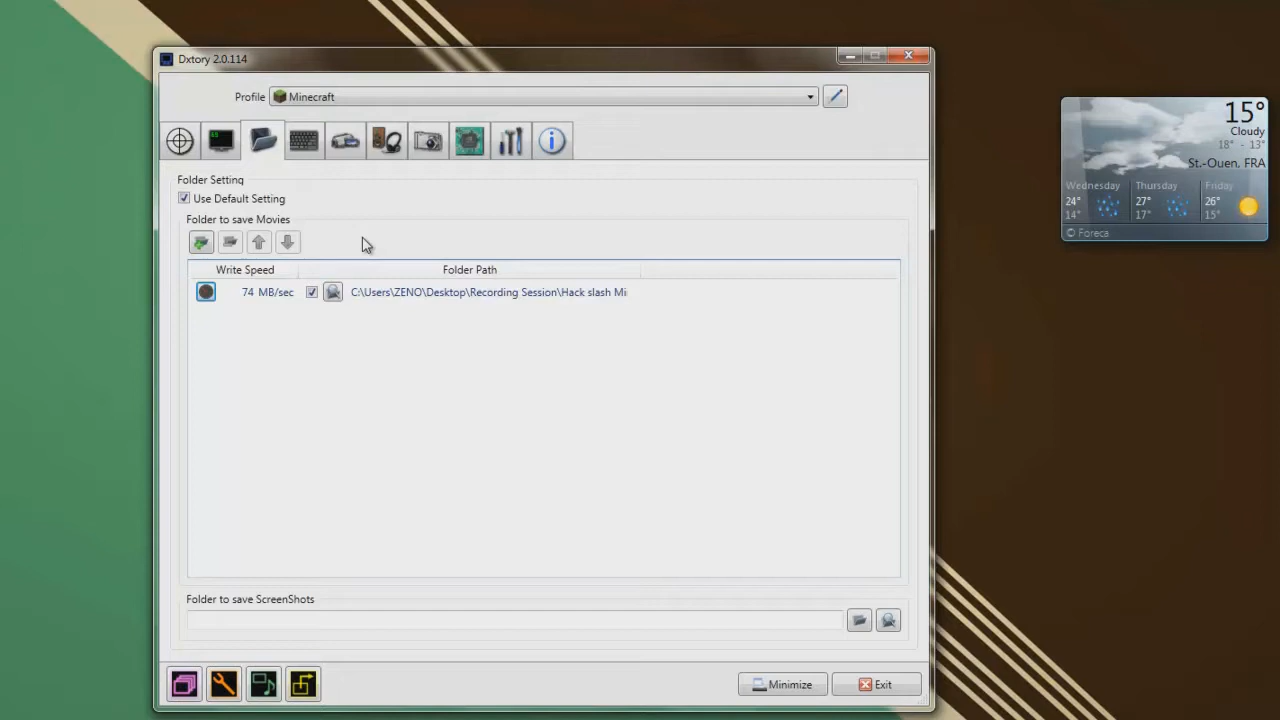 Dxtory 2.0.114
Profile Minecraft
Folder Setting
Use Default Setting
Folder to save Movies
Write Speed Folder Path
74 MB/sec C:\Users\ZENO\Desktop\Recording Session\Hack slash Mi
Folder to save ScreenShots
Minimize Exit
15°
Cloudy
18° - 13°
St.-Ouen, FRA
Wednesday Thursday Friday
24° 27° 26°
14° 17° 15°
© Foreca